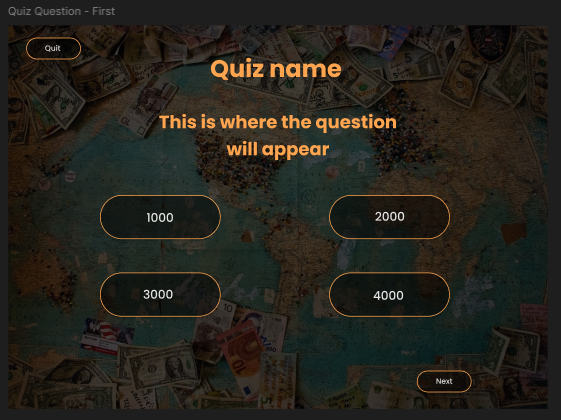 Quiz Question - First
Quit
Quiz name
This is where the question
will appear
1000
2000
3000
4000
Next